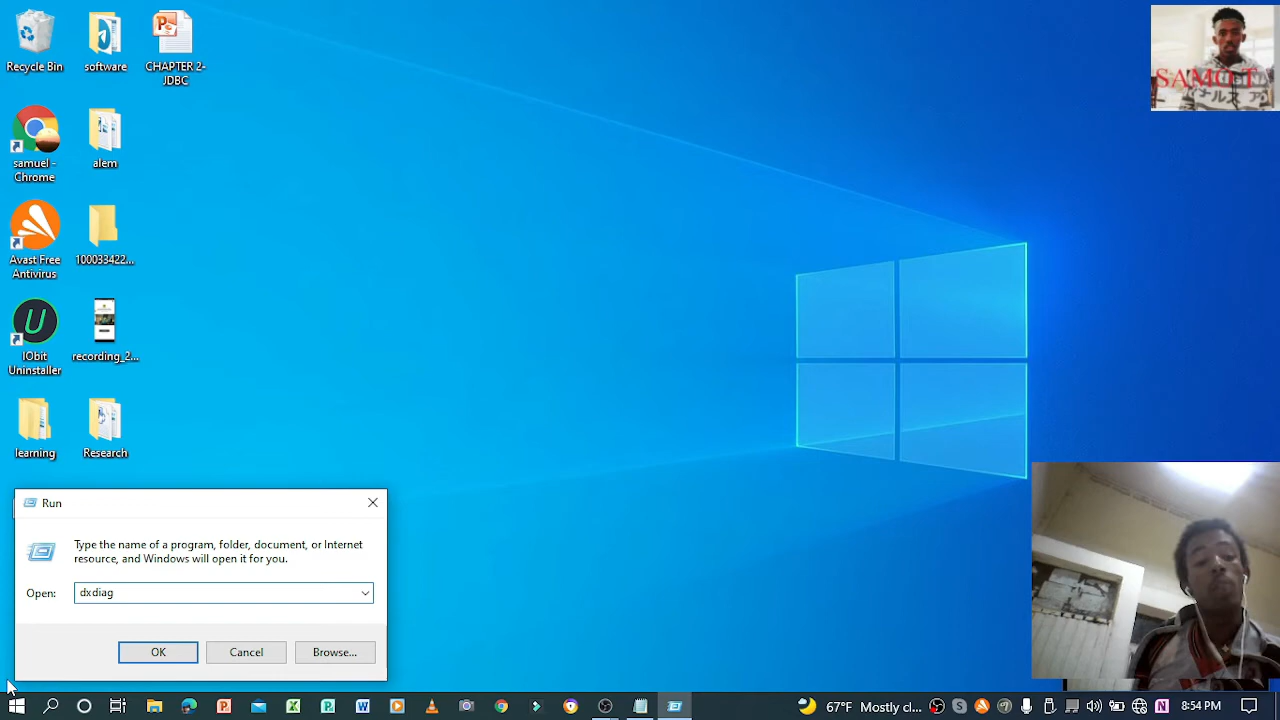 Recycle Bin
software
CHAPTER 2-
JDBC
SAMO T
samuel -
Chrome
alem
Avast Free
Antivirus
100033422...
IObit
Uninstaller
recording_2...
learning
Research
Run
Type the name of a program, folder, document, or Internet
resource, and Windows will open it for you.
Open:
dxdiag
OK
Cancel
Browse...
67°F Mostly cl...
8:54 PM